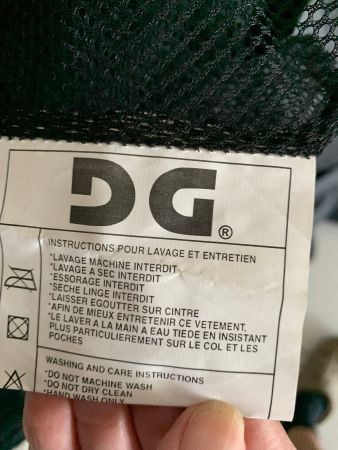 DG®
INSTRUCTIONS POUR LAVAGE ET ENTRETIEN
*LAVAGE MACHINE INTERDIT
*LAVAGE A SEC INTERDIT
*ESSORAGE INTERDIT
*SECHE LINGE INTERDIT
*LAISSER EGOUTTER SUR CINTRE
*AFIN DE MIEUX ENTRETENIR CE VETEMENT,
*LE LAVER A LA MAIN A EAU TIEDE EN INSISTANT
PLUS PARTICULIEREMENT SUR LE COL ET LES
POCHES
WASHING AND CARE INSTRUCTIONS
*DO NOT MACHINE WASH
*DO NOT DRY CLEAN
*HAND WASH ONLY